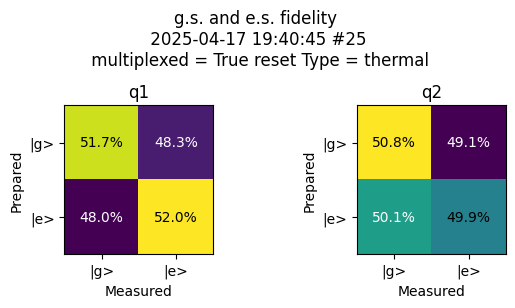 g.s. and e.s. fidelity
2025-04-17 19:40:45 #25
multiplexed = True reset Type = thermal
q1
Prepared
|g>
51.7% 48.3%
|e>
48.0% 52.0%
|g> |e>
Measured
q2
Prepared
|g>
50.8% 49.1%
|e>
50.1% 49.9%
|g> |e>
Measured